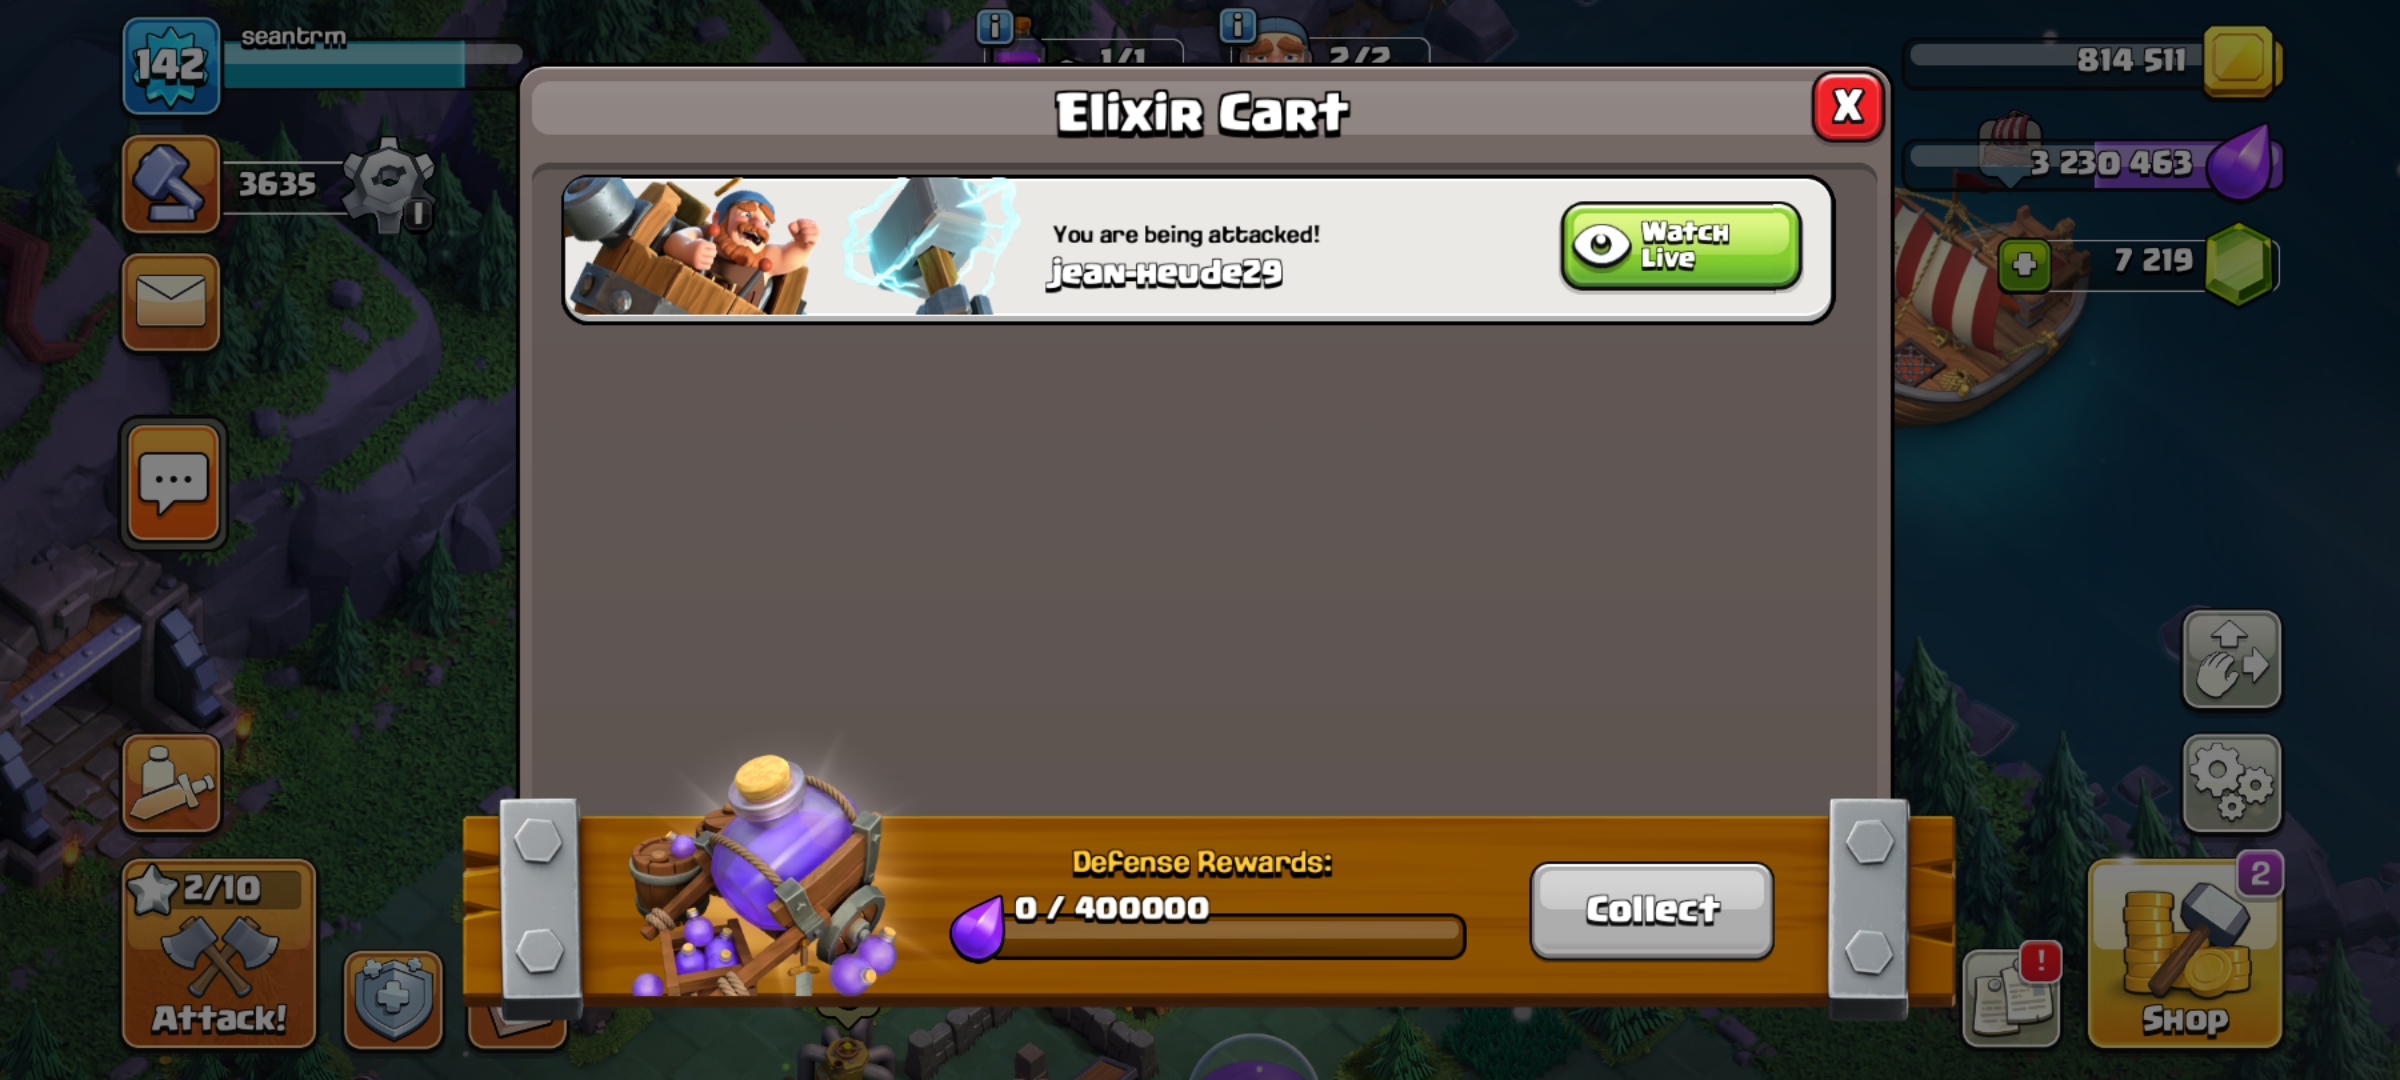 142
seantrm
1/1
2/2
814 511
Elixir Cart
X
3635
3 230 463
You are being attacked!
jean-heude29
Watch
Live
7 219
2/10
Attack!
Defense Rewards:
0 / 400000
Collect
2
!
Shop